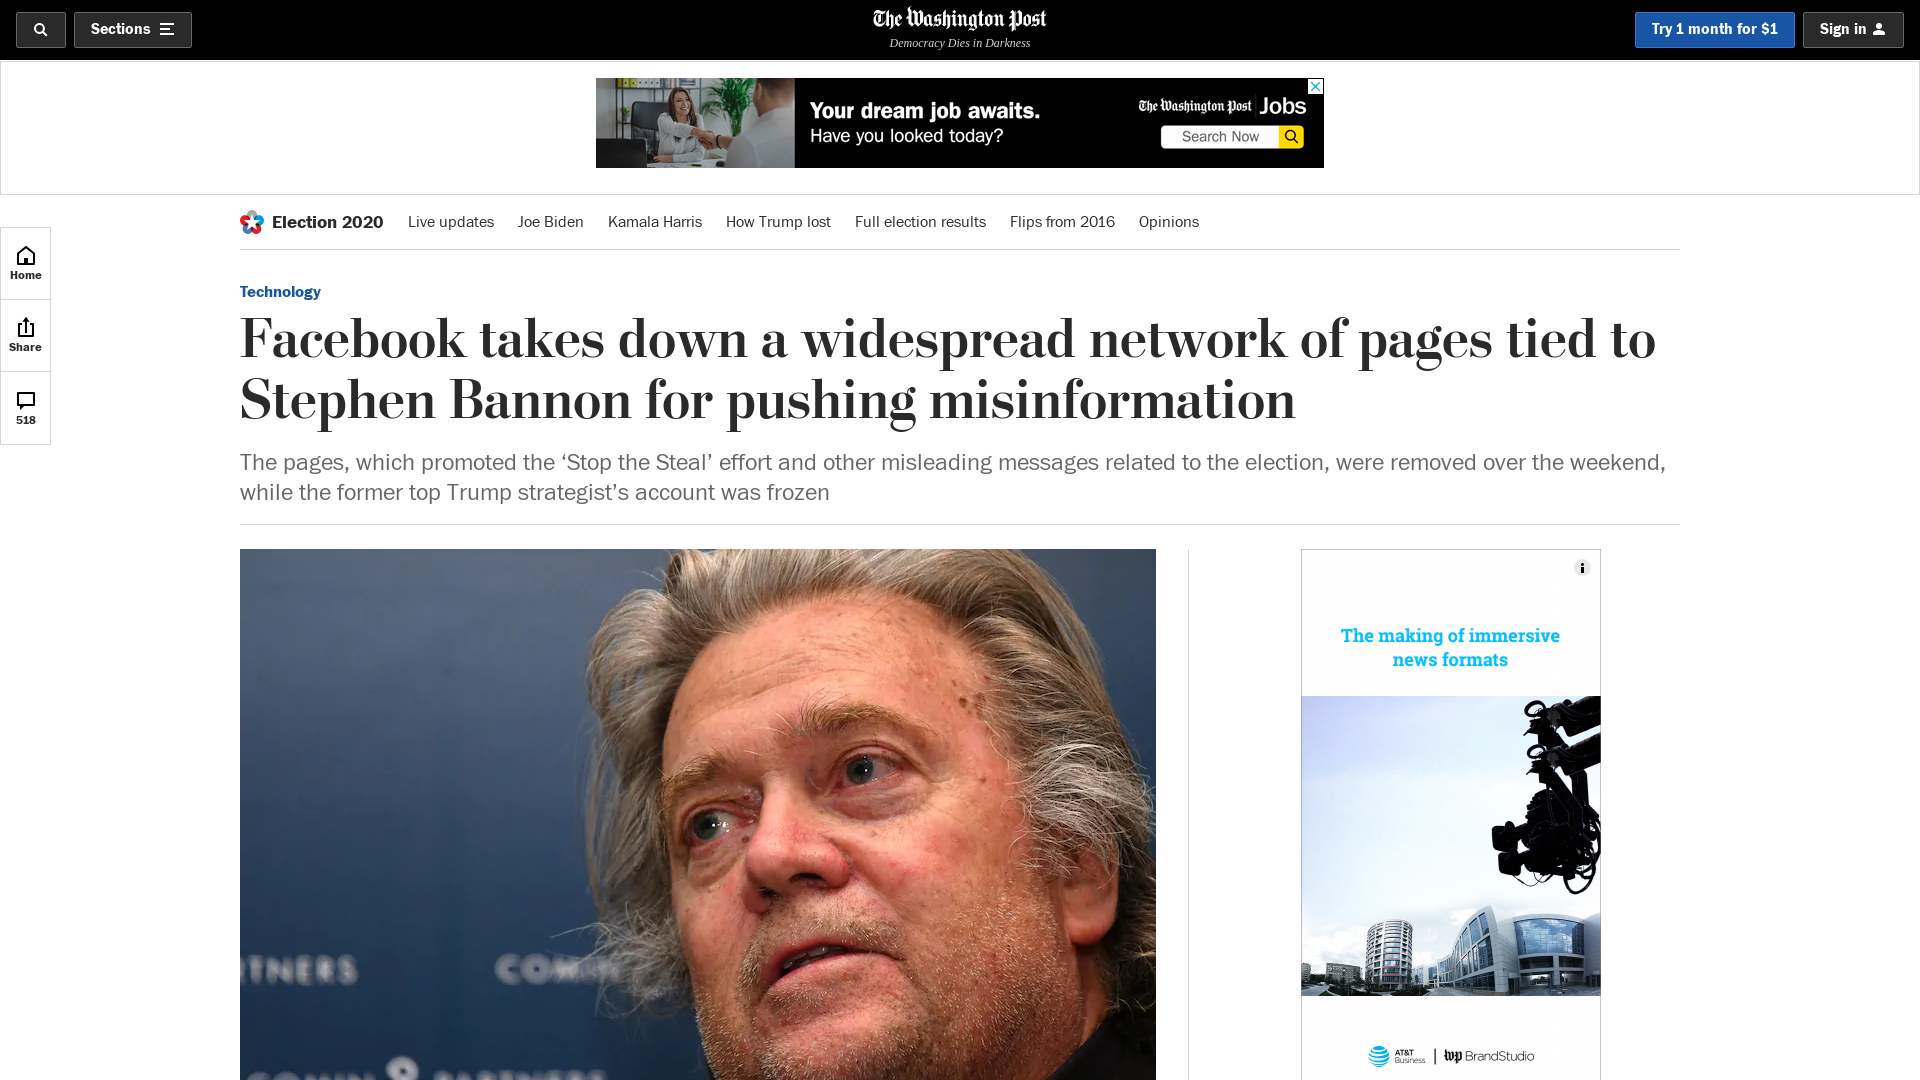 Sections
The Washington Post
Democracy Dies in Darkness
Try 1 month for $1
Sign in
Your dream job awaits.
Have you looked today?
The Washington Post Jobs
Search Now
Election 2020 Live updates Joe Biden Kamala Harris How Trump lost Full election results Flips from 2016 Opinions
Home
Share
518
Technology
Facebook takes down a widespread network of pages tied to
Stephen Bannon for pushing misinformation
The pages, which promoted the ‘Stop the Steal’ effort and other misleading messages related to the election, were removed over the weekend,
while the former top Trump strategist’s account was frozen
The making of immersive
news formats
AT&T
Business
wp BrandStudio